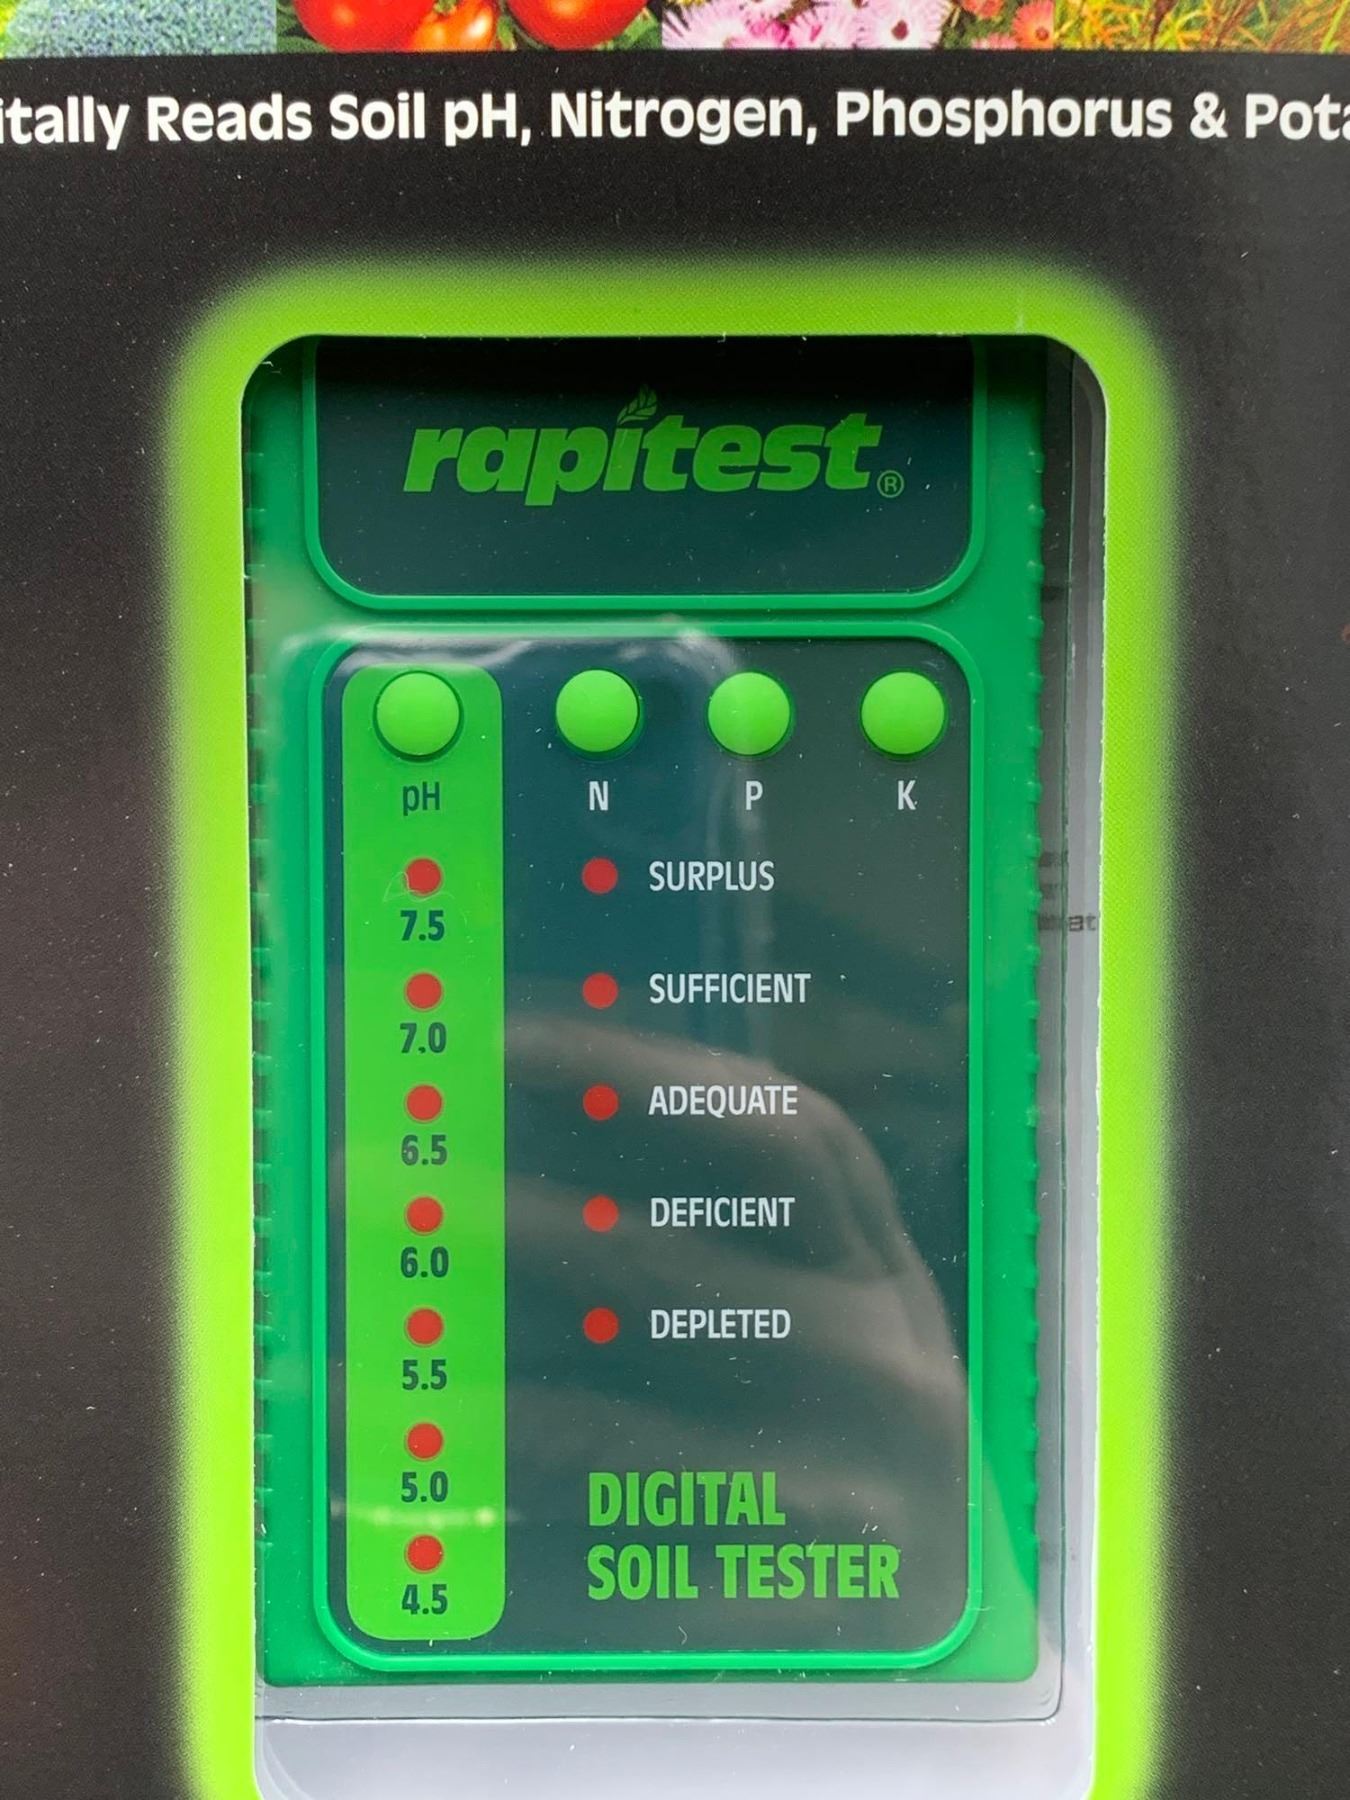 itally Reads Soil pH, Nitrogen, Phosphorus & Pota
rapitest®
pH N P K
7.5 SURPLUS
7.0 SUFFICIENT
6.5 ADEQUATE
6.0 DEFICIENT
5.5 DEPLETED
5.0
4.5
DIGITAL
SOIL TESTER